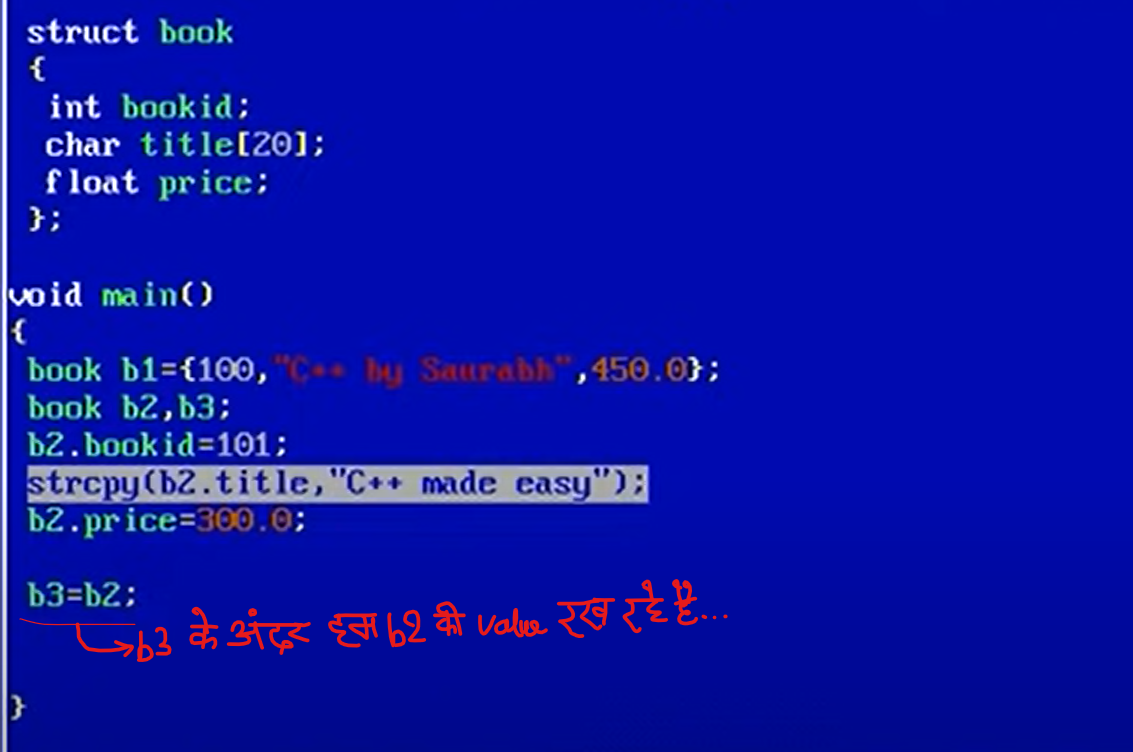 struct book
{
int bookid;
char title[20];
float price;
};
void main()
{
book b1={100,"C++ by Saurabh",450.0};
book b2,b3;
b2.bookid=101;
strcpy(b2.title,"C++ made easy");
b2.price=300.0;
b3=b2;
b3 के अंदर हम b2 की value रख रहे हैं...
}